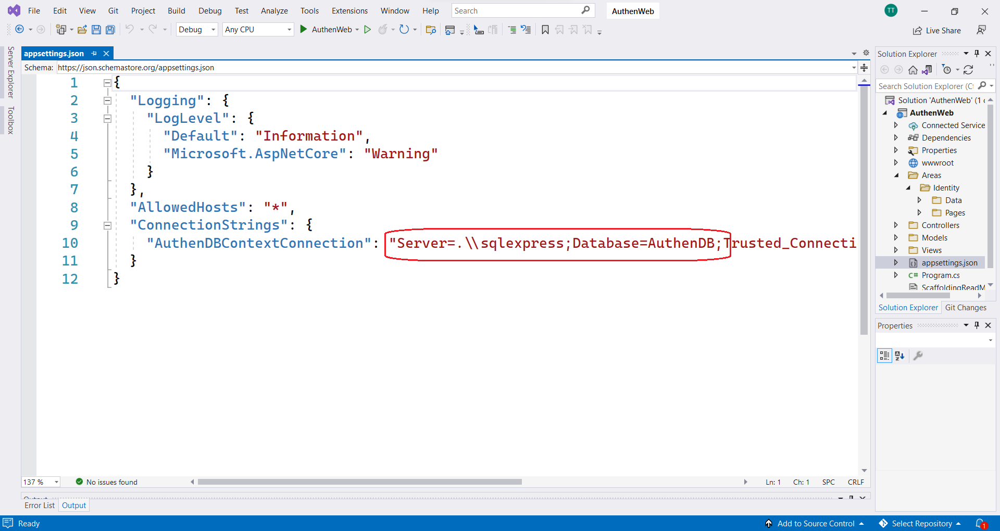 File Edit View Git Project Build Debug Test Analyze Tools Extensions Window Help Search AuthenWeb TT
Debug Any CPU AuthenWeb Live Share
Server Explorer
Toolbox
appsettings.json
Schema: https://json.schemastore.org/appsettings.json
1 {
2 "Logging": {
3 "LogLevel": {
4 "Default": "Information",
5 "Microsoft.AspNetCore": "Warning"
6 }
7 },
8 "AllowedHosts": "*",
9 "ConnectionStrings": {
10 "AuthenDBContextConnection": "Server=.\\sqlexpress;Database=AuthenDB;Trusted_Connecti
11 }
12 }
137 % No issues found Ln: 1 Ch: 1 SPC CRLF
Output
Error List Output
Solution Explorer
Search Solution Explorer (Ct
Solution 'AuthenWeb' (1 c
AuthenWeb
Connected Service
Dependencies
Properties
wwwroot
Areas
Identity
Data
Pages
Controllers
Models
Views
appsettings.json
C# Program.cs
ScaffoldingReadM
Solution Explorer Git Changes
Properties
Ready Add to Source Control Select Repository 1